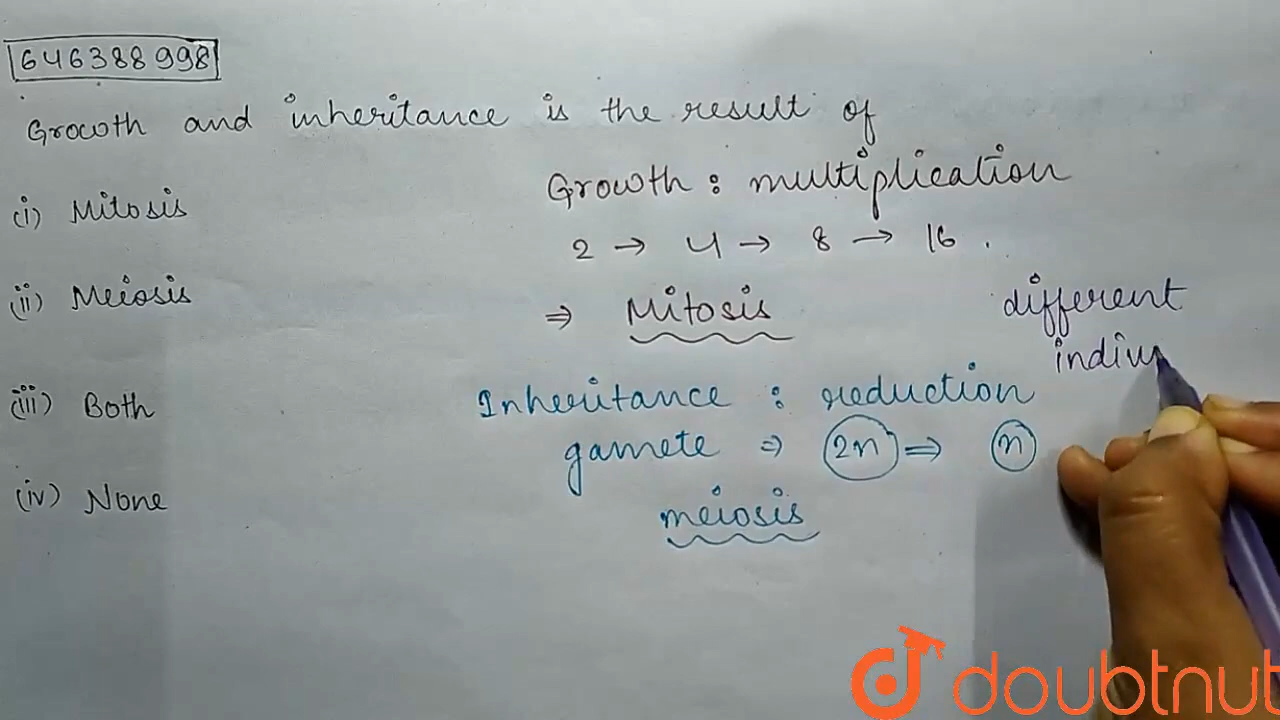 646388998
Growth and inheritance is the result of
(i) Mitosis
(ii) Meiosis
(iii) Both
(iv) None
Growth : multiplication
2 → 4 → 8 → 16 .
⇒ Mitosis
different
indivi
Inheritance : reduction
gamete ⇒ 2n ⇒ n
meiosis
doubtnut